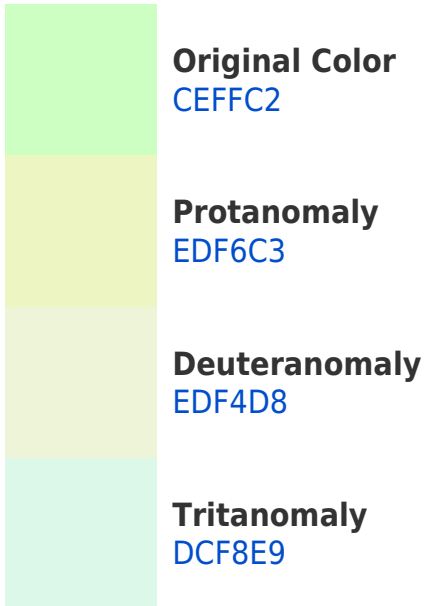 Original Color
CEFFC2
Protanomaly
EDF6C3
Deuteranomaly
EDF4D8
Tritanomaly
DCF8E9